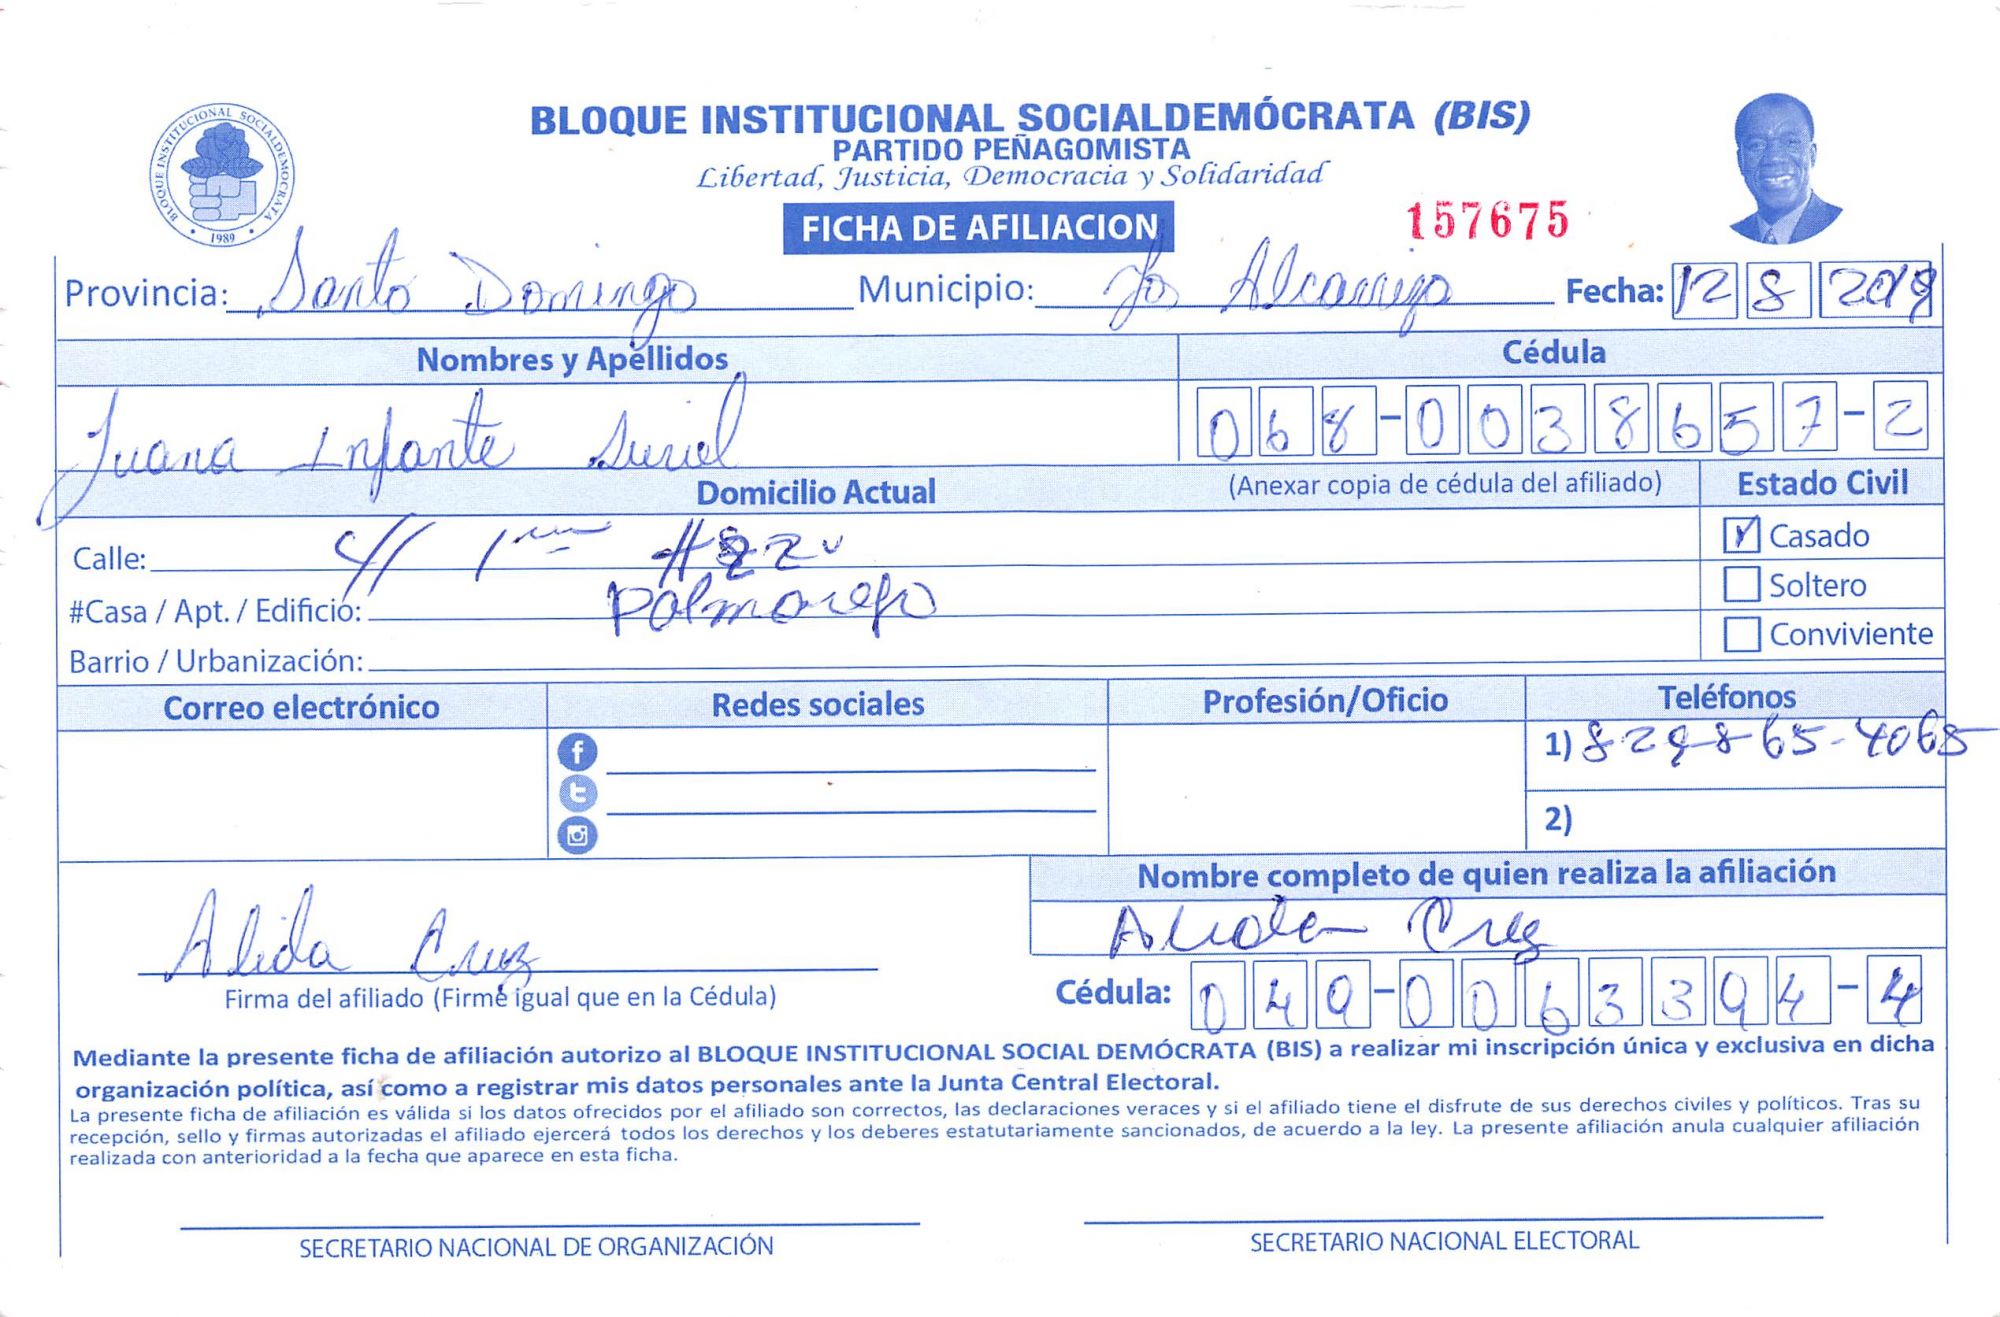 BLOQUE INSTITUCIONAL SOCIALDEMÓCRATA (BIS)
PARTIDO PEÑAGOMISTA
Libertad, Justicia, Democracia y Solidaridad
BLOQUE INSTITUCIONAL SOCIALDEMOCRATA
1989
FICHA DE AFILIACION
157675
Provincia: Santo Domingo Municipio: Los Alcarrizo Fecha: 12 8 2019
Nombres y Apellidos Cédula
Juana Infante Suriel 068-0038657-2
Domicilio Actual (Anexar copia de cédula del afiliado) Estado Civil
Calle: C/ 1ra #22 Casado
#Casa / Apt. / Edificio: Palmarejo Soltero
Barrio / Urbanización: Conviviente
Correo electrónico Redes sociales Profesión/Oficio Teléfonos
1) 829-865-4065
2)
Nombre completo de quien realiza la afiliación
Alida Cruz Alida Cruz
Firma del afiliado (Firme igual que en la Cédula) Cédula: 049-0063394-4
Mediante la presente ficha de afiliación autorizo al BLOQUE INSTITUCIONAL SOCIAL DEMÓCRATA (BIS) a realizar mi inscripción única y exclusiva en dicha
organización política, así como a registrar mis datos personales ante la Junta Central Electoral.
La presente ficha de afiliación es válida si los datos ofrecidos por el afiliado son correctos, las declaraciones veraces y si el afiliado tiene el disfrute de sus derechos civiles y políticos. Tras su
recepción, sello y firmas autorizadas el afiliado ejercerá todos los derechos y los deberes estatutariamente sancionados, de acuerdo a la ley. La presente afiliación anula cualquier afiliación
realizada con anterioridad a la fecha que aparece en esta ficha.
SECRETARIO NACIONAL DE ORGANIZACIÓN SECRETARIO NACIONAL ELECTORAL